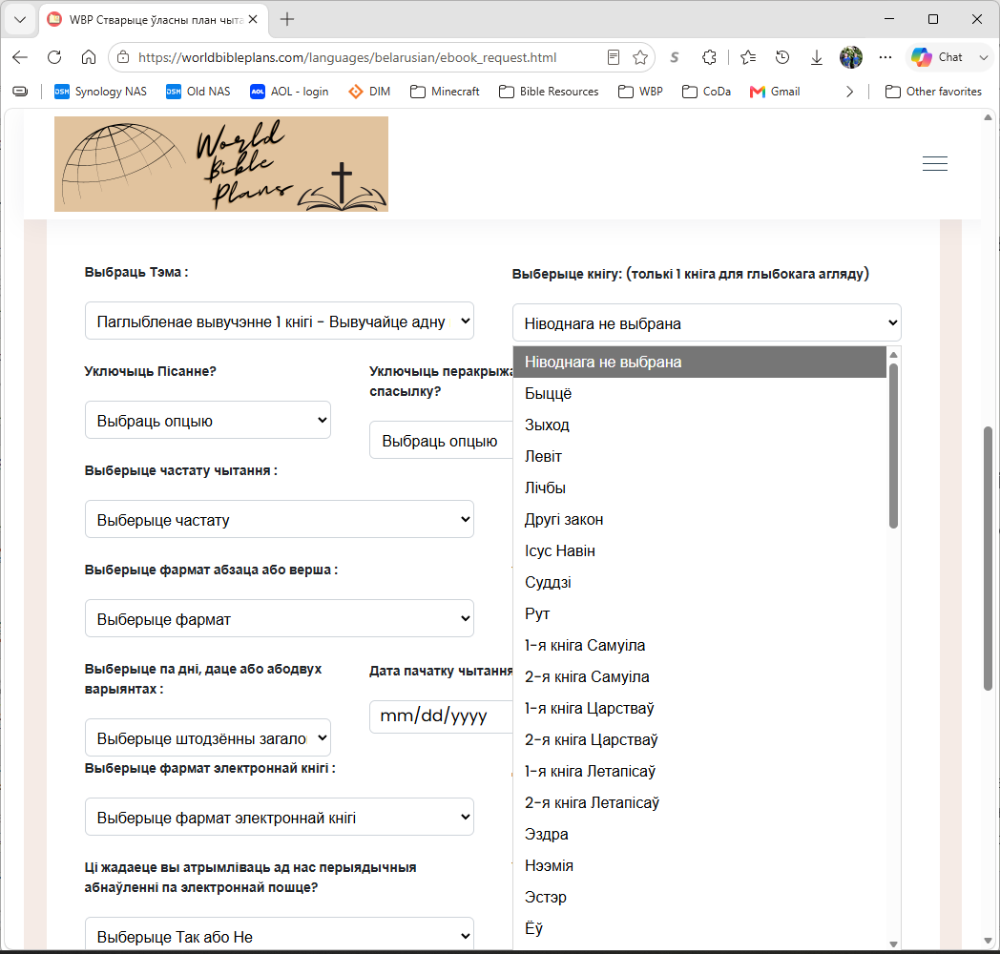 WBP Стварыце ўласны план чыта
https://worldbibleplans.com/languages/belarusian/ebook_request.html
Chat
Synology NAS
Old NAS
AOL - login
DIM
Minecraft
Bible Resources
WBP
CoDa
Gmail
Other favorites
World
Bible
Plans
Выбраць Тэма :
Паглыбленае вывучэнне 1 кнігі - Вывучайце адну
Выберыце кнігу: (толькі 1 кніга для глыбокага агляду)
Ніводнага не выбрана
Уключыць Пісанне?
Выбраць опцыю
Уключыць перакрыжа
спасылку?
Выбраць опцыю
Выберыце частату чытання :
Выберыце частату
Выберыце фармат абзаца або верша :
Выберыце фармат
Выберыце па дні, даце або абодвух
варыянтах :
Выберыце штодзённы загало
Дата пачатку чытання
mm/dd/yyyy
Выберыце фармат электроннай кнігі :
Выберыце фармат электроннай кнігі
Ці жадаеце вы атрымліваць ад нас перыядычныя
абнаўленні па электроннай пошце?
Выберыце Так або Не
Ніводнага не выбрана
Быццё
Зыход
Левіт
Лічбы
Другі закон
Ісус Навін
Суддзі
Рут
1-я кніга Самуіла
2-я кніга Самуіла
1-я кніга Царстваў
2-я кніга Царстваў
1-я кніга Летапісаў
2-я кніга Летапісаў
Эздра
Нээмія
Эстэр
Ёў